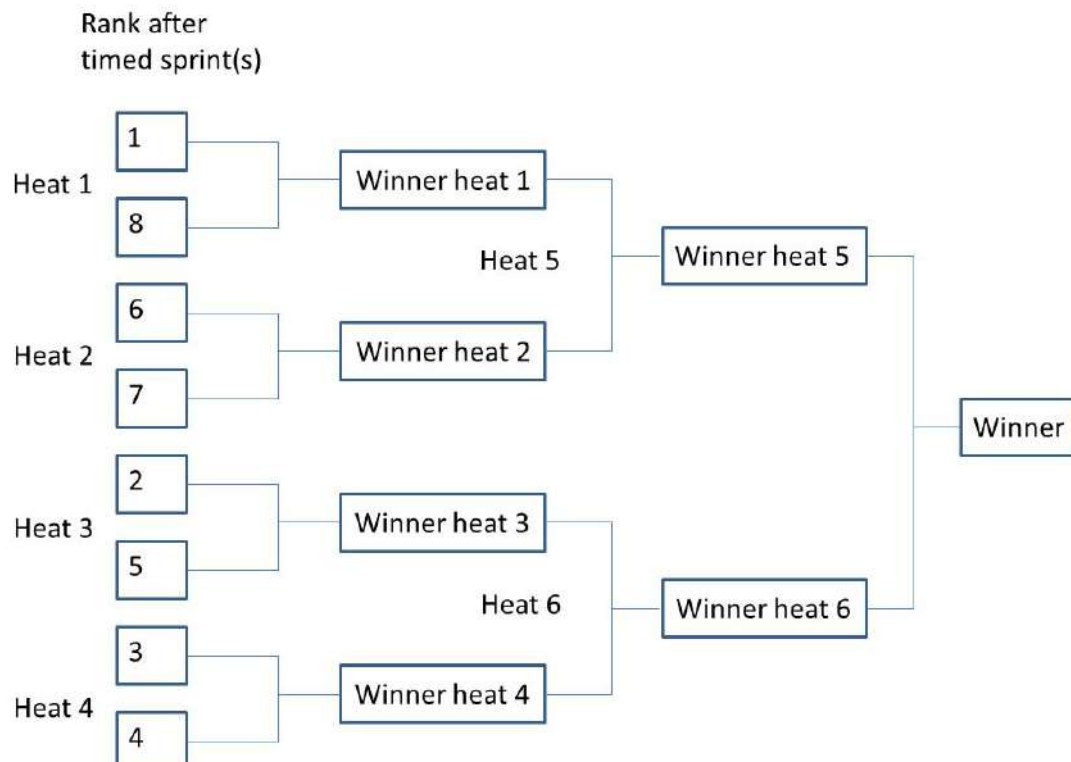 Rank after
timed sprint(s)
1
Heat 1
Winner heat 1
8
Heat 5
Winner heat 5
6
Heat 2
Winner heat 2
7
Winner
2
Heat 3
Winner heat 3
5
Heat 6
Winner heat 6
3
Heat 4
Winner heat 4
4